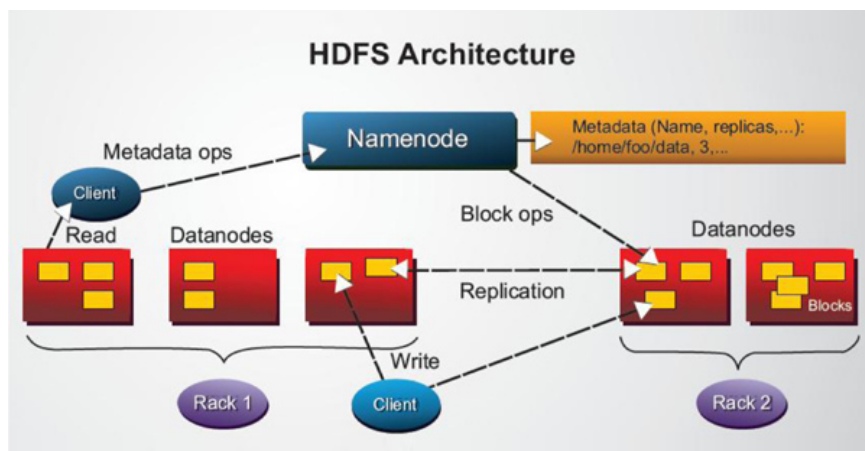 HDFS Architecture
Namenode
Metadata (Name, replicas,...):
/home/foo/data, 3,...
Metadata ops
Client
Block ops
Read
Datanodes
Datanodes
Replication
Blocks
Write
Rack 1
Client
Rack 2